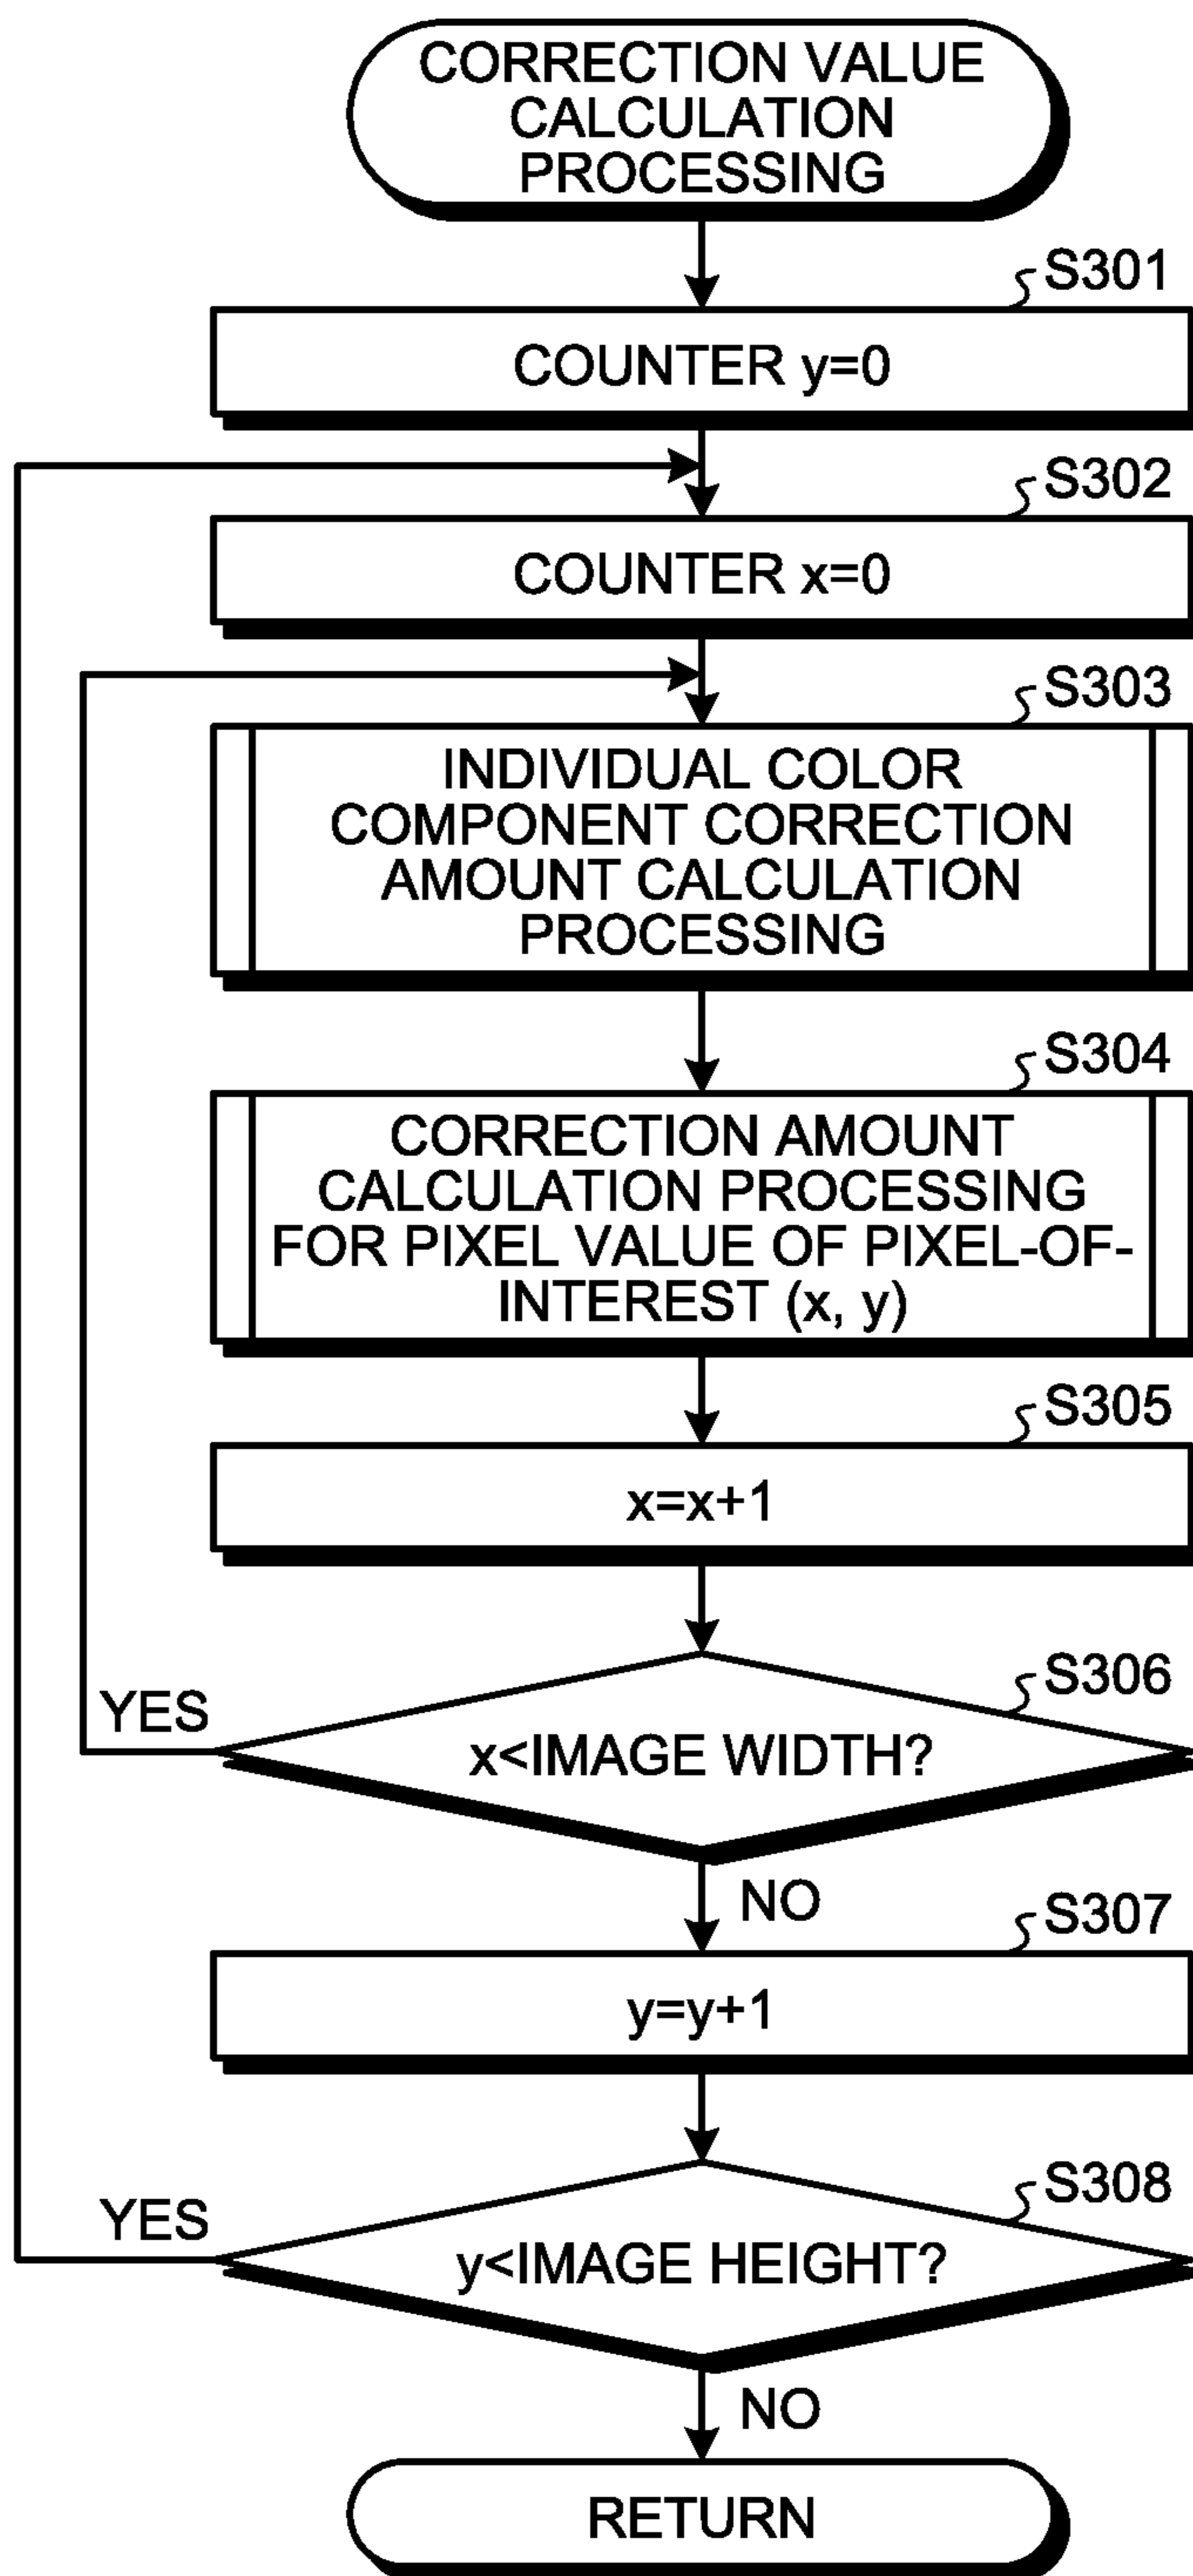 CORRECTION VALUE
CALCULATION
PROCESSING
S301
COUNTER y=0
S302
COUNTER x=0
S303
INDIVIDUAL COLOR
COMPONENT CORRECTION
AMOUNT CALCULATION
PROCESSING
S304
CORRECTION AMOUNT
CALCULATION PROCESSING
FOR PIXEL VALUE OF PIXEL-OF-
INTEREST (x, y)
S305
x=x+1
S306
YES
x<IMAGE WIDTH?
NO
S307
y=y+1
S308
YES
y<IMAGE HEIGHT?
NO
RETURN